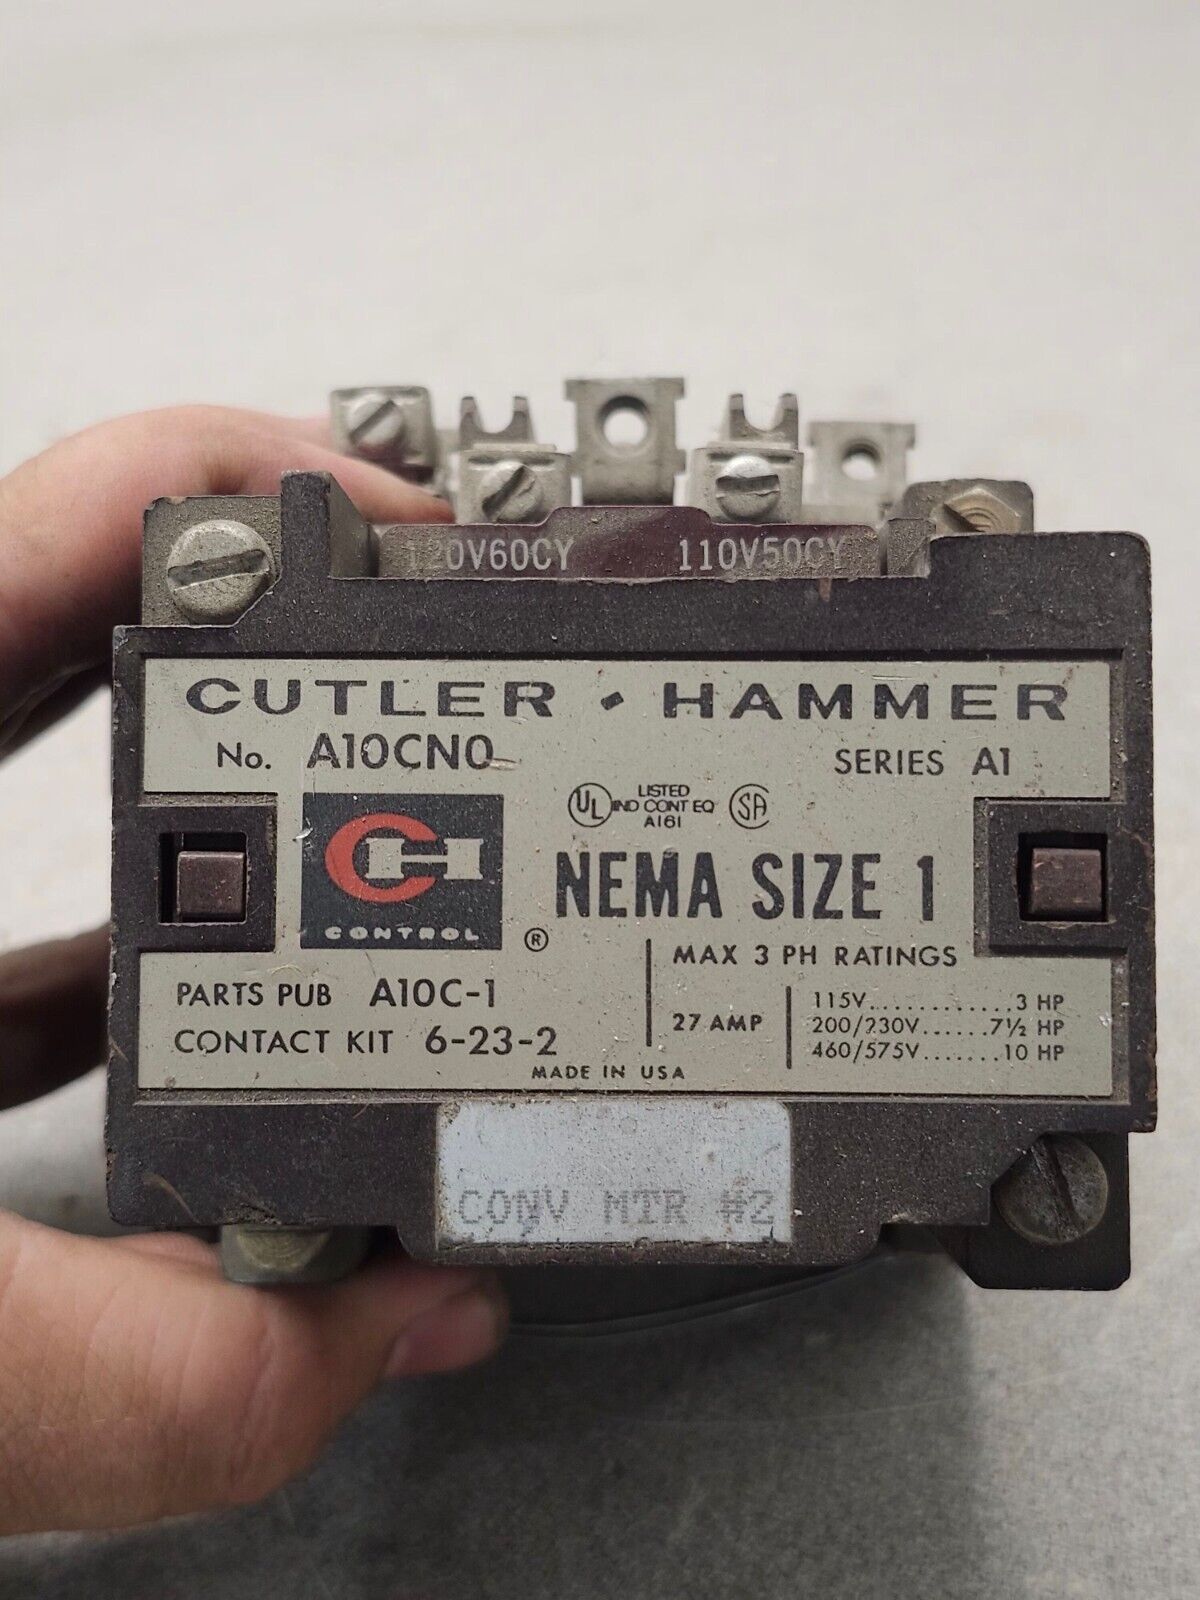 120V60CY 110V50CY
CUTLER • HAMMER
No. A10CN0
SERIES A1
UL LISTED SA
IND CONT EQ
A161
CH
CONTROL ®
NEMA SIZE 1
MAX 3 PH RATINGS
27 AMP
115V.............3 HP
200/230V......7½ HP
460/575V.......10 HP
PARTS PUB A10C-1
CONTACT KIT 6-23-2
MADE IN USA
CONV MTR #2